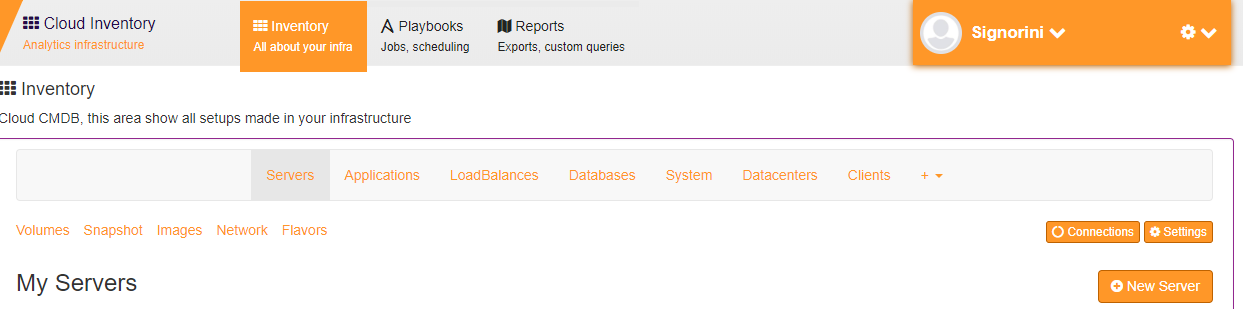 Cloud Inventory
Analytics infrastructure
Inventory
All about your infra
Playbooks
Jobs, scheduling
Reports
Exports, custom queries
Signorini
Inventory
Cloud CMDB, this area show all setups made in your infrastructure
Servers Applications LoadBalances Databases System Datacenters Clients +
Volumes Snapshot Images Network Flavors Connections Settings
My Servers New Server